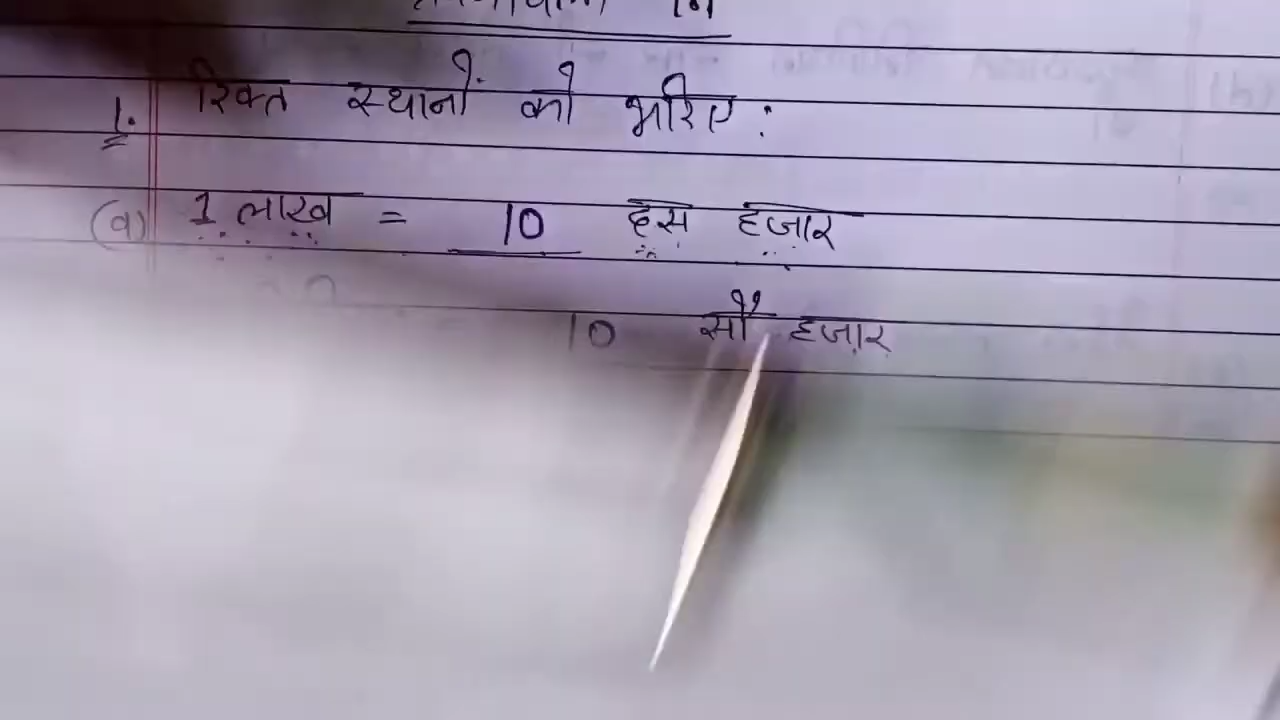 1. रिक्त स्थानों को भरिए :
(a) 1 लाख = 10 दस हजार
10 सौ हजार